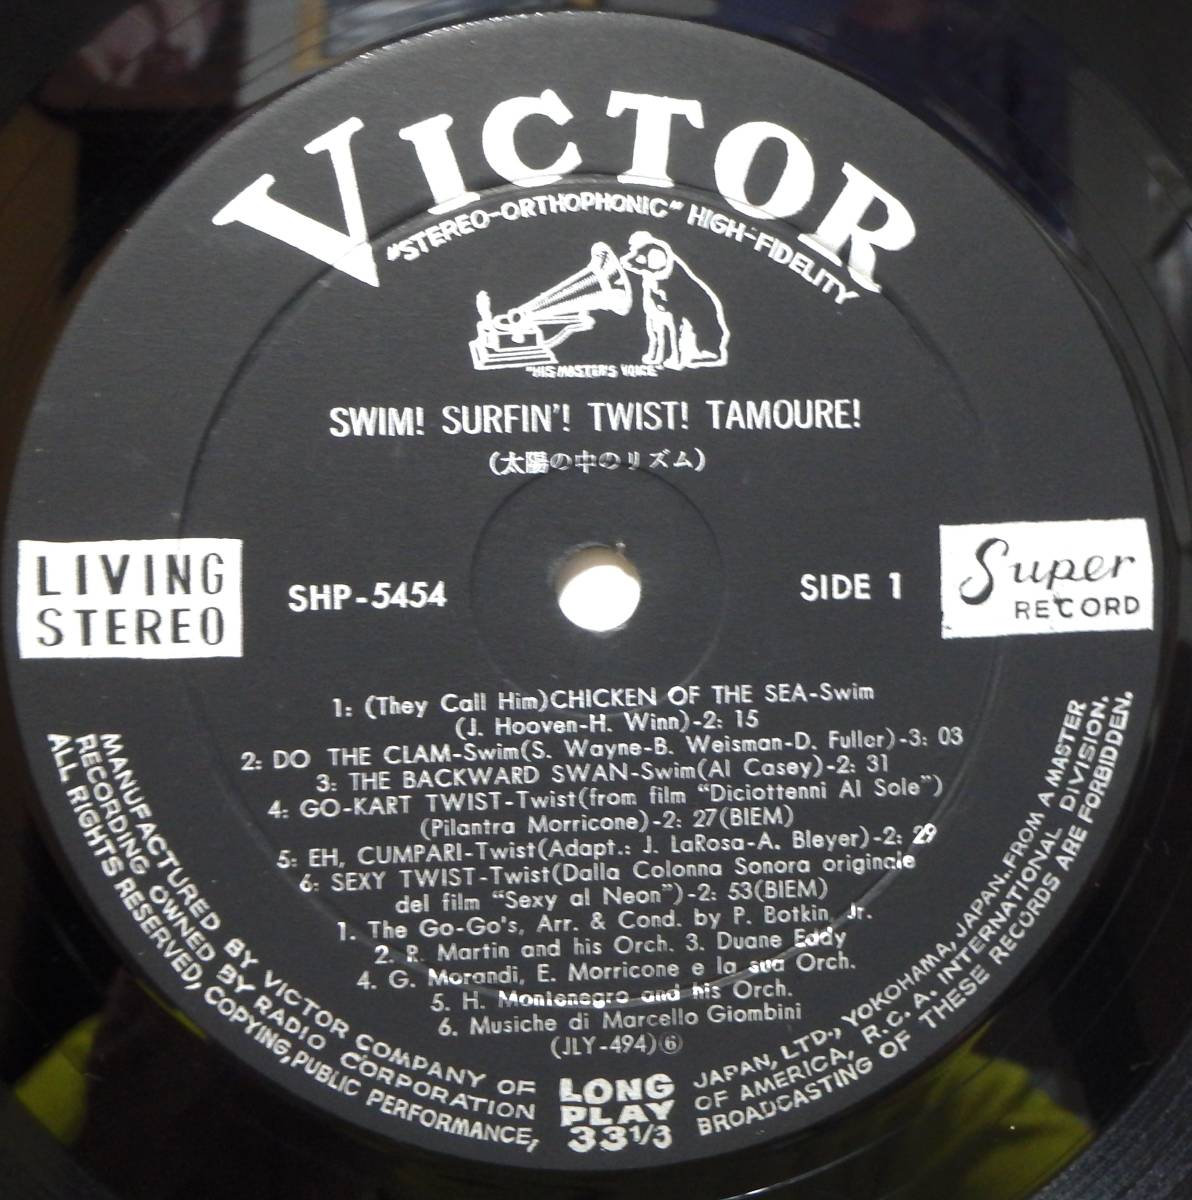 VICTOR
"STEREO-ORTHOPHONIC" HIGH-FIDELITY
"HIS MASTER'S VOICE"
SWIM! SURFIN'! TWIST! TAMOURE!
(太陽の中のリズム)
LIVING
STEREO
SHP-5454
SIDE 1
Super
RECORD
1: (They Call Him)CHICKEN OF THE SEA-Swim
(J. Hooven-H. Winn)-2: 15
2: DO THE CLAM-Swim(S. Wayne-B. Weisman-D. Fuller)-3: 03
3: THE BACKWARD SWAN-Swim(Al Casey)-2: 31
4: GO-KART TWIST-Twist(from film "Diciottenni Al Sole")
(Pilantra Morricone)-2: 27(BIEM)
5: EH, CUMPARI-Twist(Adapt.: J. LaRosa-A. Bleyer)-2: 29
6: SEXY TWIST-Twist(Dalla Colonna Sonora originale
del film "Sexy al Neon")-2: 53(BIEM)
1. The Go-Go's, Arr. & Cond. by P. Botkin, Jr.
2. R. Martin and his Orch. 3. Duane Eddy
4. G. Morandi, E. Morricone e la sua Orch.
5. H. Montenegro and his Orch.
6. Musiche di Marcello Giombini
(JLY-494)⑥
LONG
PLAY
33 1/3
MANUFACTURED BY VICTOR COMPANY OF JAPAN, LTD., YOKOHAMA, JAPAN..FROM A MASTER
RECORDING OWNED BY RADIO CORPORATION OF AMERICA, R.C.A. INTERNATIONAL DIVISION.
ALL RIGHTS RESERVED, COPYING, PUBLIC PERFORMANCE, BROADCASTING OF THESE RECORDS ARE FORBIDDEN.